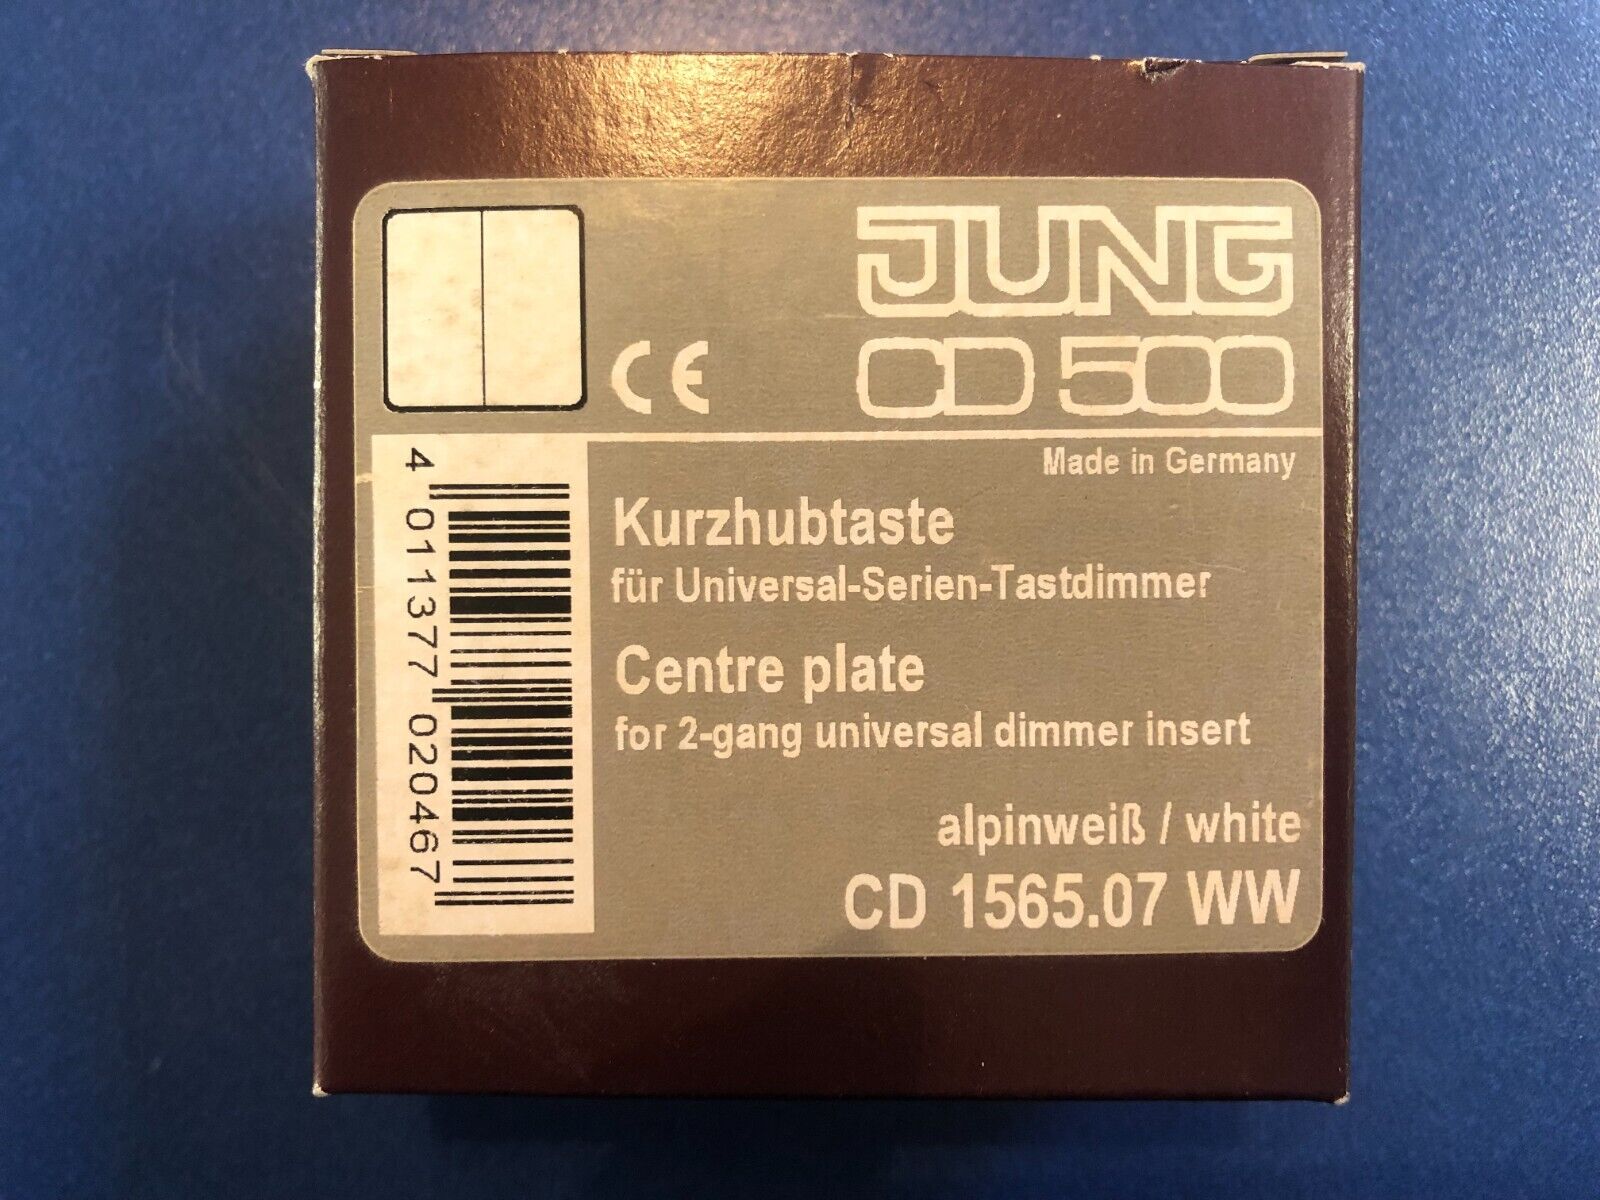 JUNG
CE
CD 500
Made in Germany
Kurzhubtaste
für Universal-Serien-Tastdimmer
Centre plate
for 2-gang universal dimmer insert
alpinweiß / white
CD 1565.07 WW
4 011377 020467